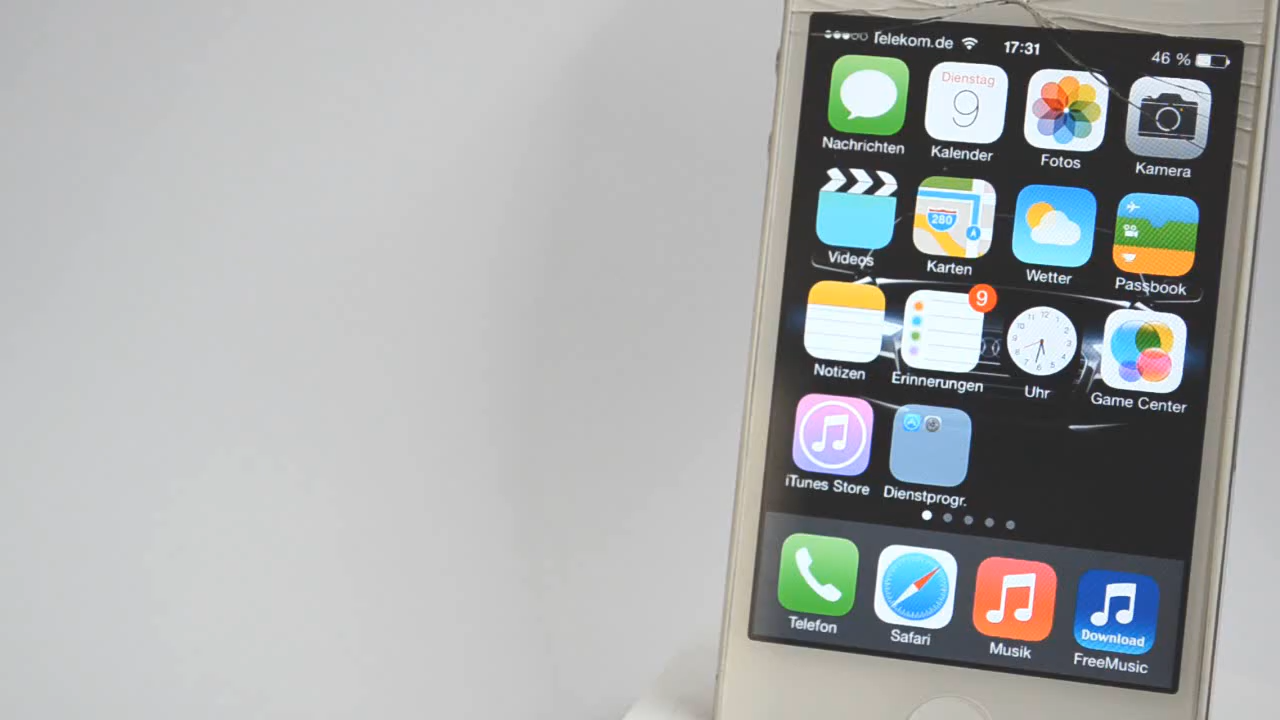 Telekom.de 17:31 46 %
Dienstag
9
Nachrichten Kalender Fotos Kamera
280
Videos Karten Wetter Passbook
9
Notizen Erinnerungen Uhr Game Center
iTunes Store Dienstprogr.
Download
Telefon Safari Musik FreeMusic